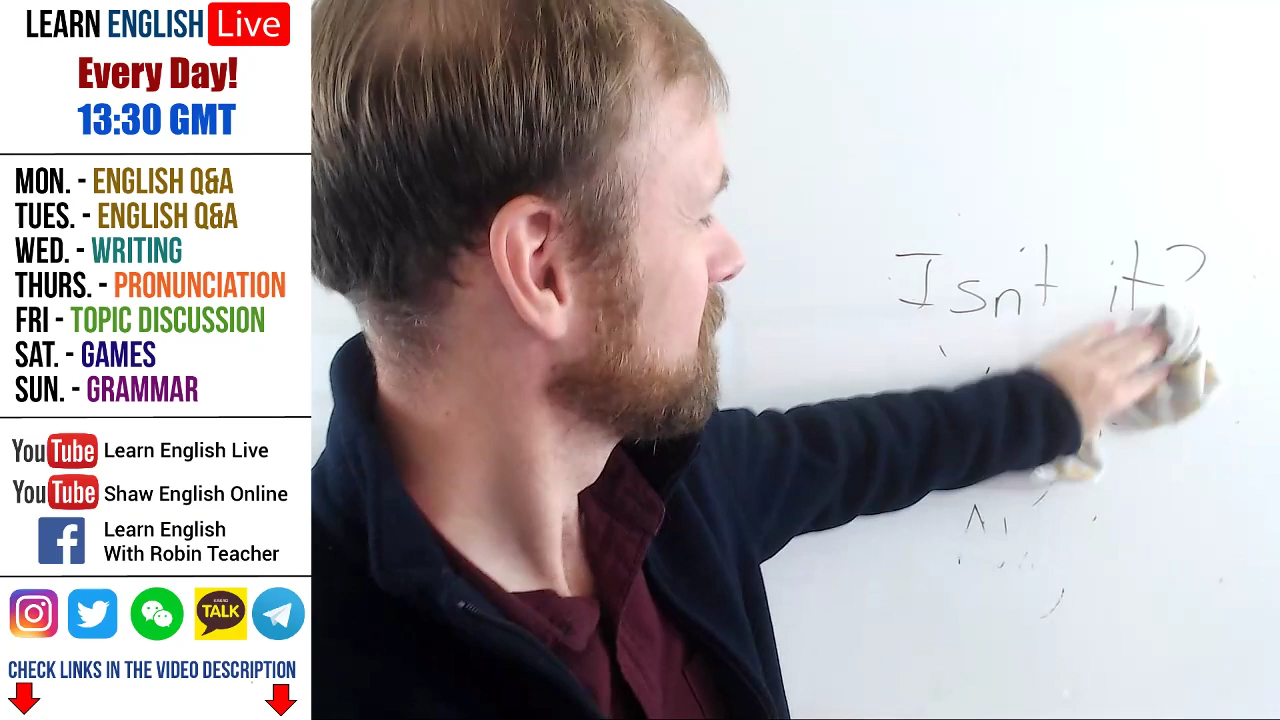 LEARN ENGLISH Live
Every Day!
13:30 GMT
MON. - ENGLISH Q&A
TUES. - ENGLISH Q&A
WED. - WRITING
THURS. - PRONUNCIATION
FRI - TOPIC DISCUSSION
SAT. - GAMES
SUN. - GRAMMAR
YouTube Learn English Live
YouTube Shaw English Online
Learn English
With Robin Teacher
TALK
CHECK LINKS IN THE VIDEO DESCRIPTION
Isn't it?